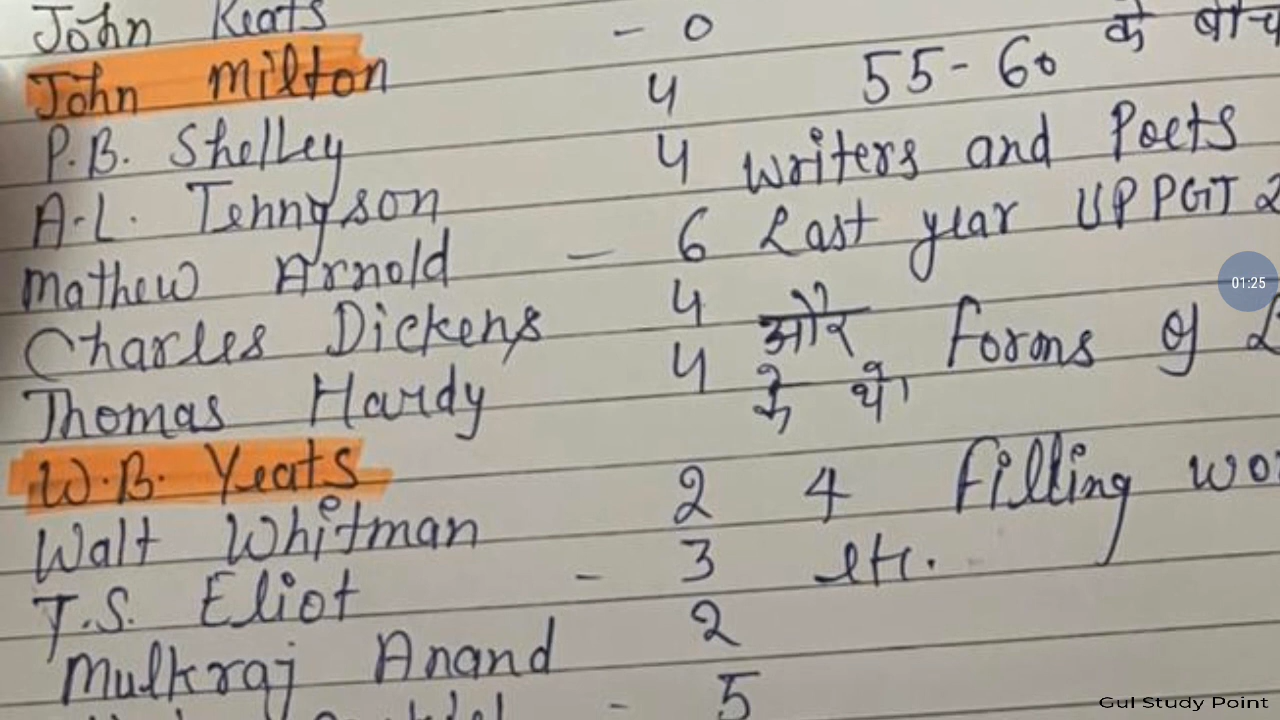 John Keats - 0
John Milton 4 55-60 के बीच
P.B. Shelley 4 writers and Poets
A.L. Tennyson - 6 Last year UPPGT 2
Mathew Arnold 4 और Forms of L
Charles Dickens 4 के थे।
Thomas Hardy
W.B. Yeats 2 4 Filling wo
Walt Whitman - 3 etc.
T.S. Eliot 2
Mulkraj Anand - 5
01:25
Gul Study Point